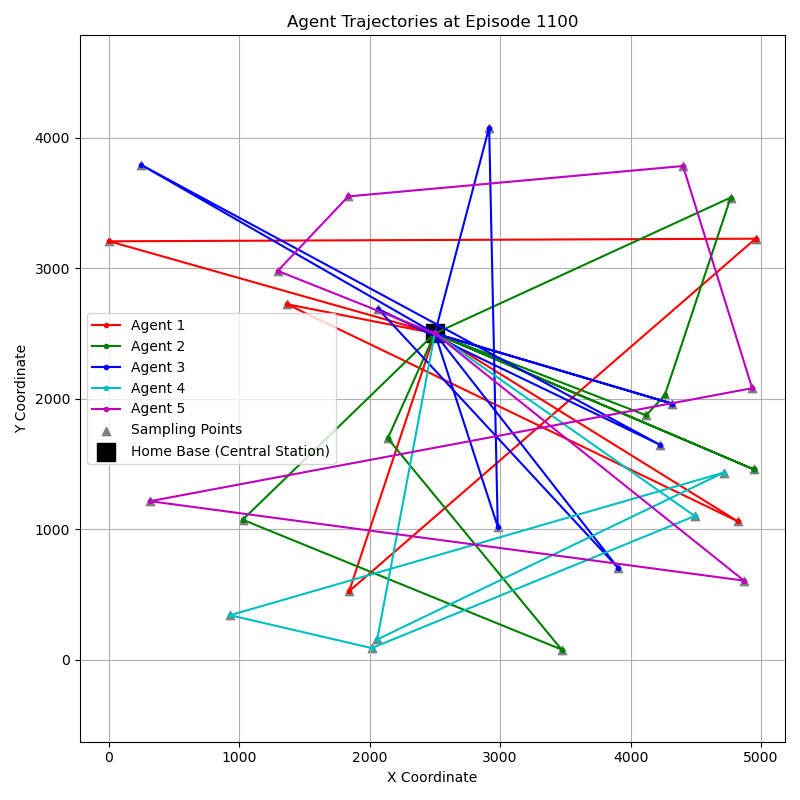 Agent Trajectories at Episode 1100
Y Coordinate
4000
3000
2000
1000
0
Agent 1
Agent 2
Agent 3
Agent 4
Agent 5
Sampling Points
Home Base (Central Station)
0 1000 2000 3000 4000 5000
X Coordinate